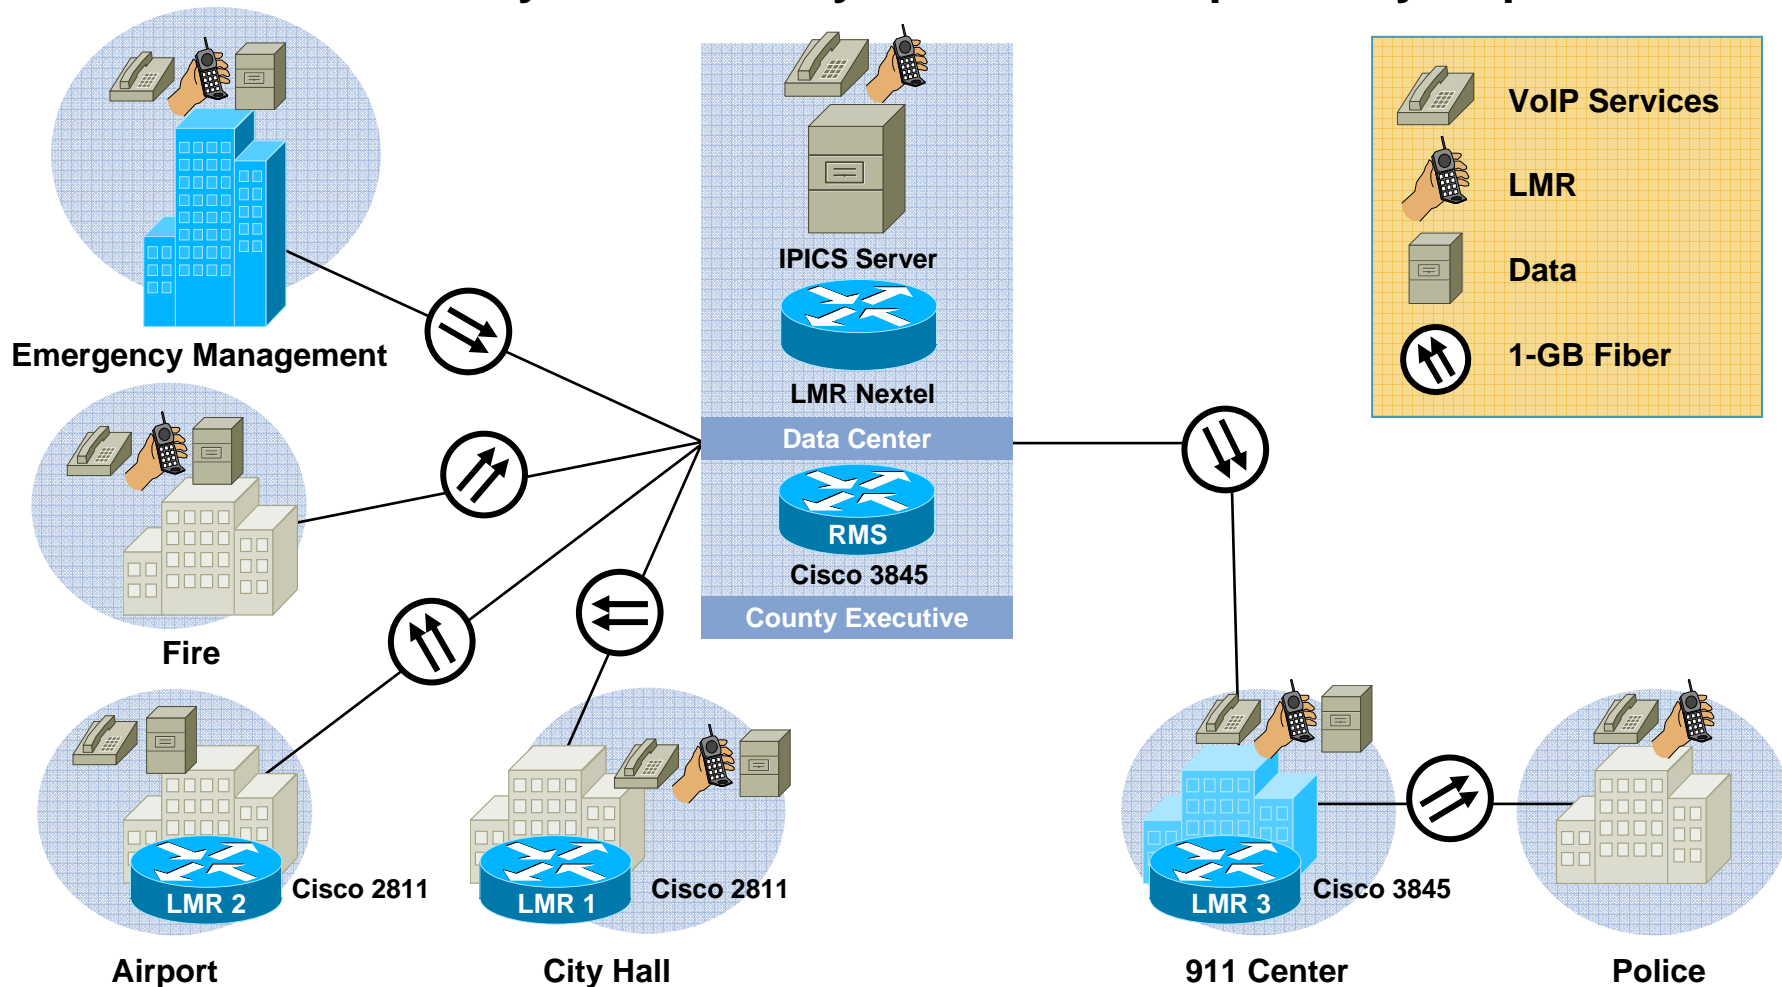 VoIP Services
LMR
Data
1-GB Fiber
IPICS Server
LMR Nextel
Data Center
RMS
Cisco 3845
County Executive
Emergency Management
Fire
LMR 2
Cisco 2811
Airport
LMR 1
Cisco 2811
City Hall
LMR 3
Cisco 3845
911 Center
Police